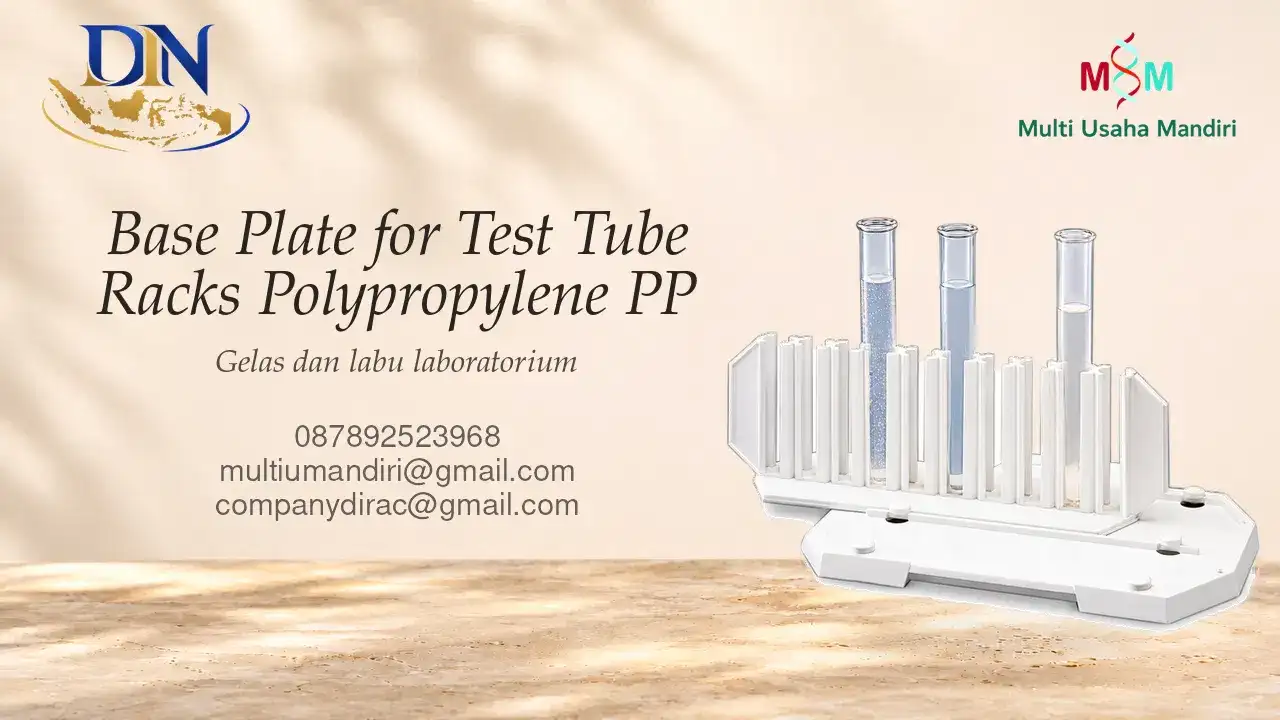 DIN
MSM
Multi Usaha Mandiri
Base Plate for Test Tube
Racks Polypropylene PP
Gelas dan labu laboratorium
087892523968
multiumandiri@gmail.com
companydirac@gmail.com